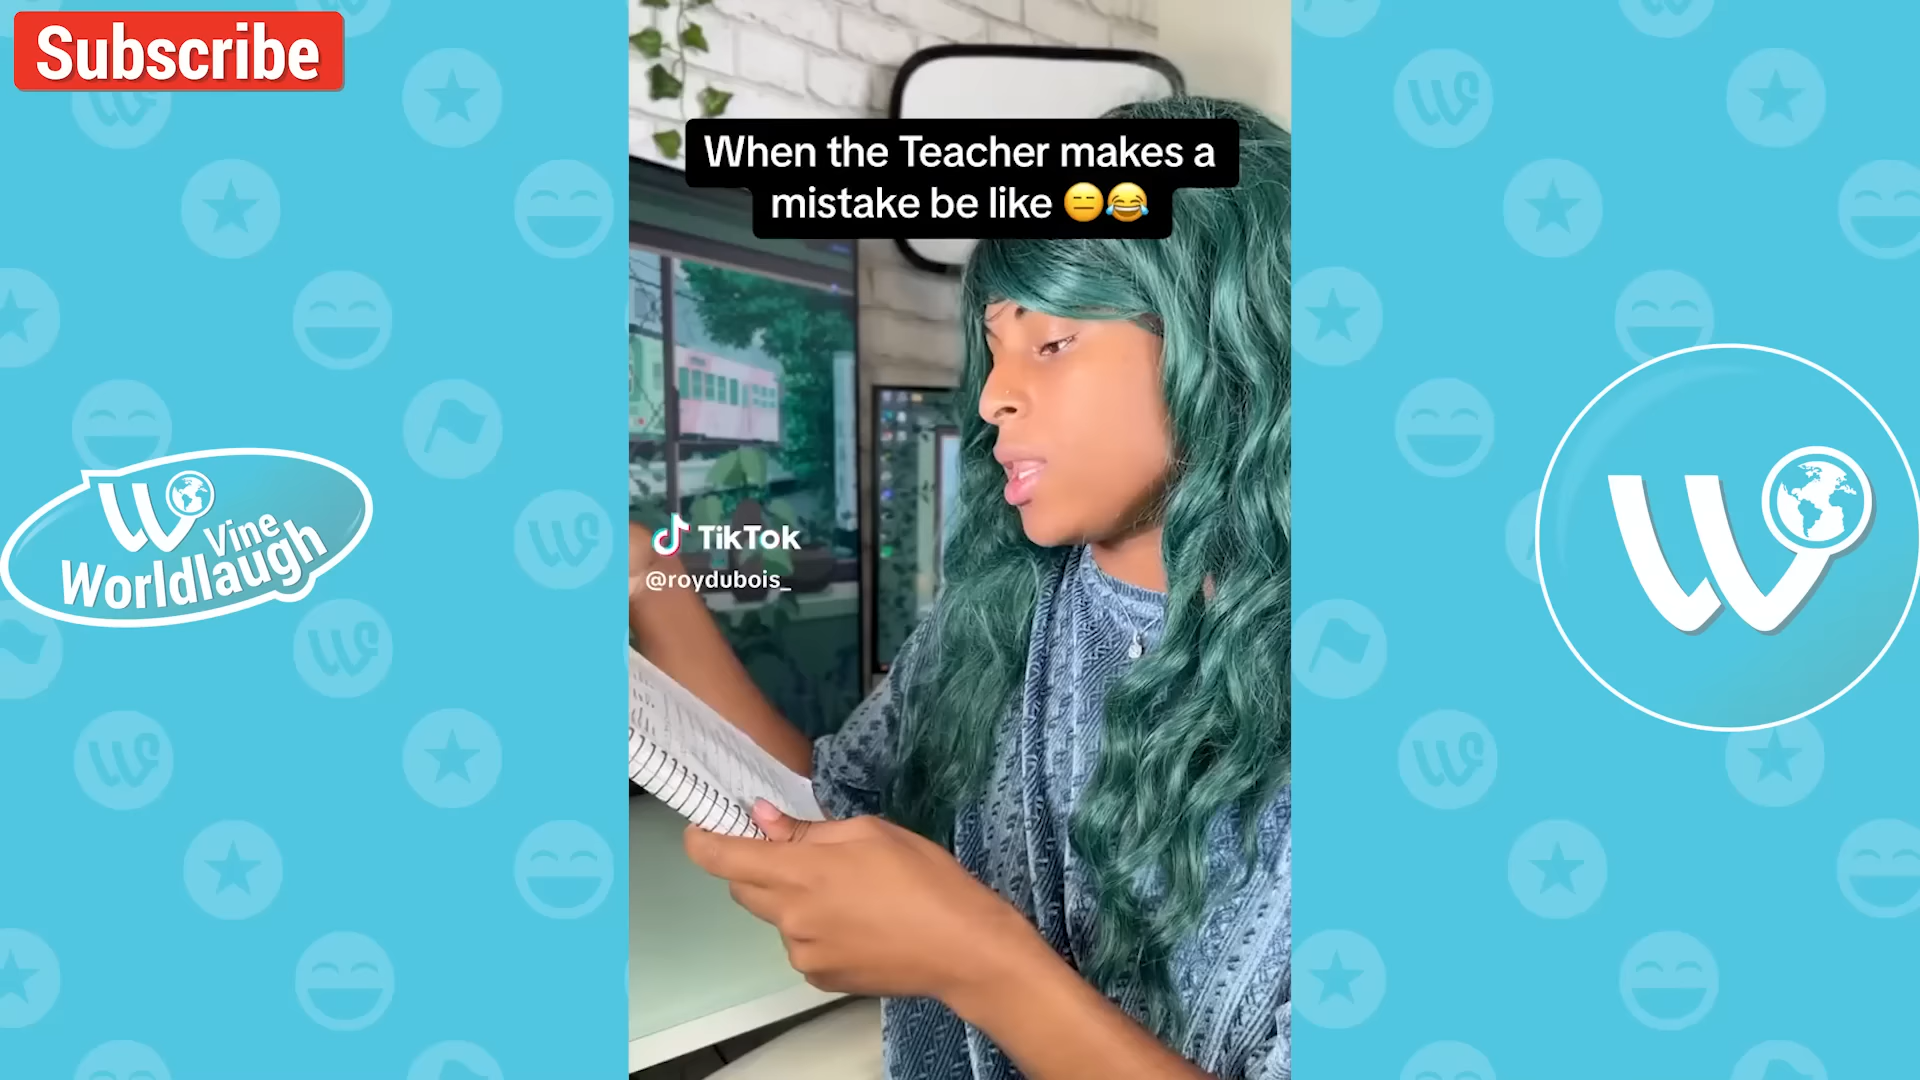 Subscribe
When the Teacher makes a
mistake be like 😑😂
TikTok
@roydubois_
W
Vine
Worldlaugh
W